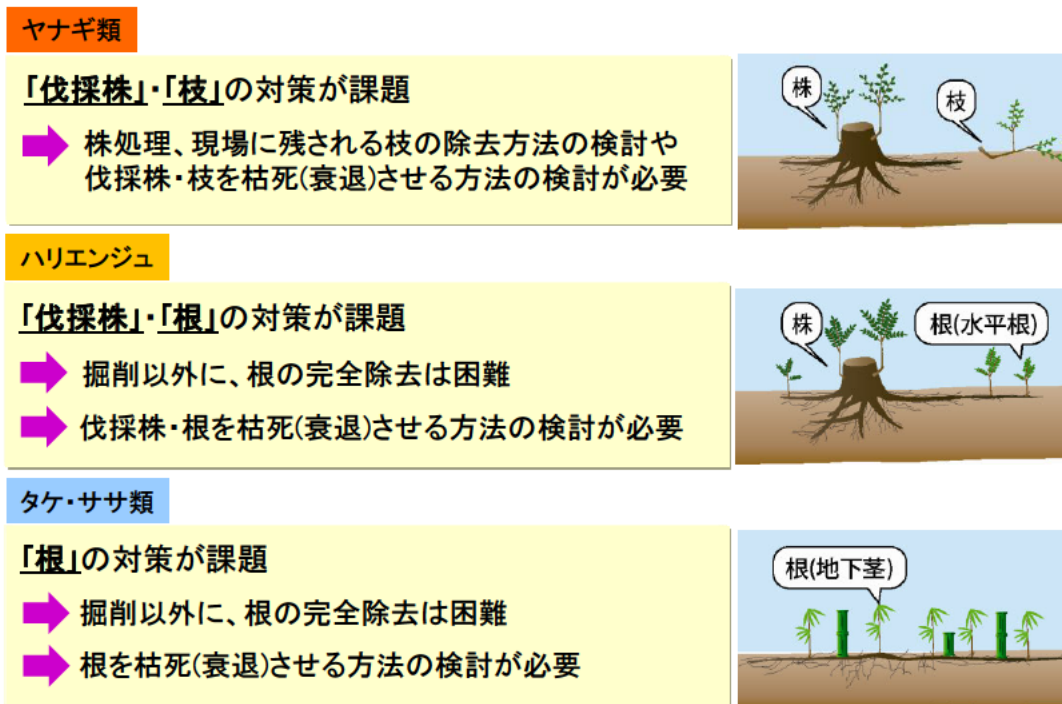 ヤナギ類
「伐採株」・「枝」の対策が課題
株処理、現場に残される枝の除去方法の検討や
伐採株・枝を枯死(衰退)させる方法の検討が必要
株
枝
ハリエンジュ
「伐採株」・「根」の対策が課題
掘削以外に、根の完全除去は困難
伐採株・根を枯死(衰退)させる方法の検討が必要
株
根(水平根)
タケ・ササ類
「根」の対策が課題
掘削以外に、根の完全除去は困難
根を枯死(衰退)させる方法の検討が必要
根(地下茎)